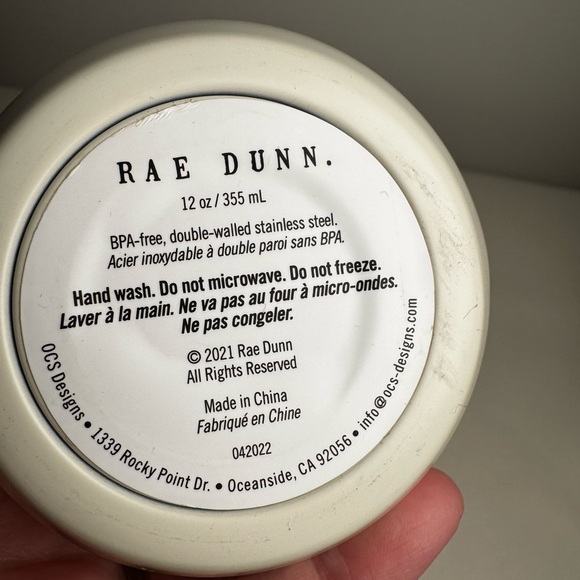 RAE DUNN.
12 oz / 355 mL
BPA-free, double-walled stainless steel.
Acier inoxydable à double paroi sans BPA.
Hand wash. Do not microwave. Do not freeze.
Laver à la main. Ne va pas au four à micro-ondes.
Ne pas congeler.
© 2021 Rae Dunn
All Rights Reserved
Made in China
Fabriqué en Chine
042022
OCS Designs • 1339 Rocky Point Dr. • Oceanside, CA 92056 • info@ocs-designs.com